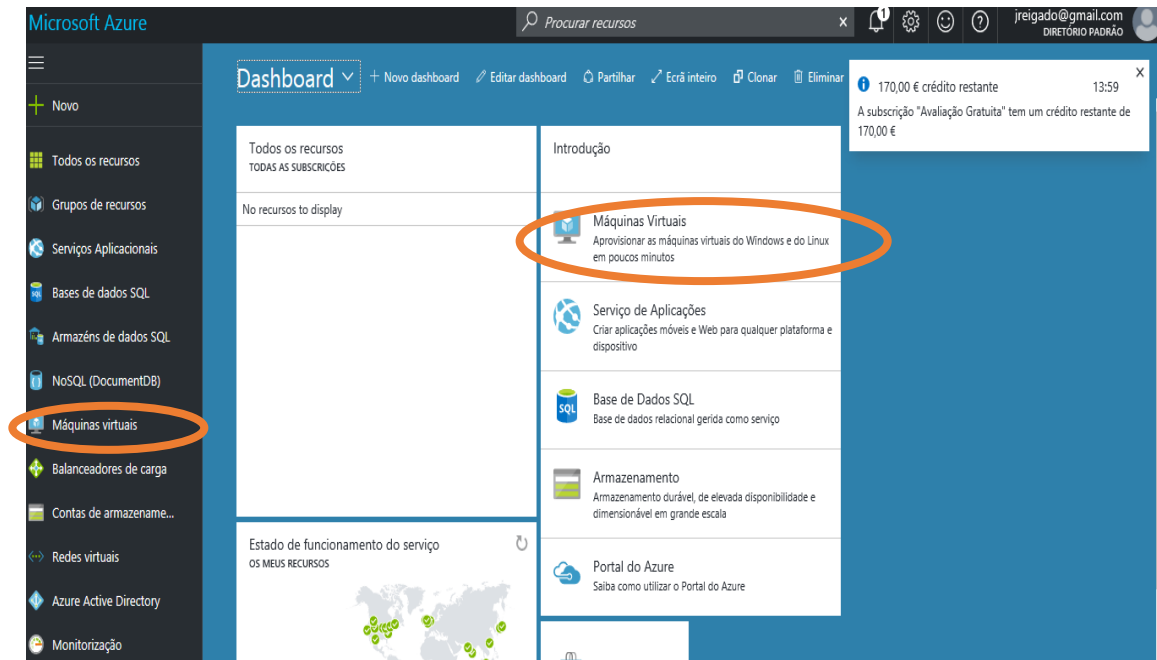 Microsoft Azure
Procurar recursos
1
jreigado@gmail.com
DIRETÓRIO PADRÃO
Dashboard
Novo dashboard
Editar dashboard
Partilhar
Ecrã inteiro
Clonar
Eliminar
170,00 € crédito restante
13:59
A subscrição "Avaliação Gratuita" tem um crédito restante de
170,00 €
Novo
Todos os recursos
Grupos de recursos
Serviços Aplicacionais
Bases de dados SQL
Armazéns de dados SQL
NoSQL (DocumentDB)
Máquinas virtuais
Balanceadores de carga
Contas de armazename...
Redes virtuais
Azure Active Directory
Monitorização
Todos os recursos
TODAS AS SUBSCRIÇÕES
No recursos to display
Estado de funcionamento do serviço
OS MEUS RECURSOS
Introdução
Máquinas Virtuais
Aprovisionar as máquinas virtuais do Windows e do Linux
em poucos minutos
Serviço de Aplicações
Criar aplicações móveis e Web para qualquer plataforma e
dispositivo
SQL
Base de Dados SQL
Base de dados relacional gerida como serviço
Armazenamento
Armazenamento durável, de elevada disponibilidade e
dimensionável em grande escala
Portal do Azure
Saiba como utilizar o Portal do Azure